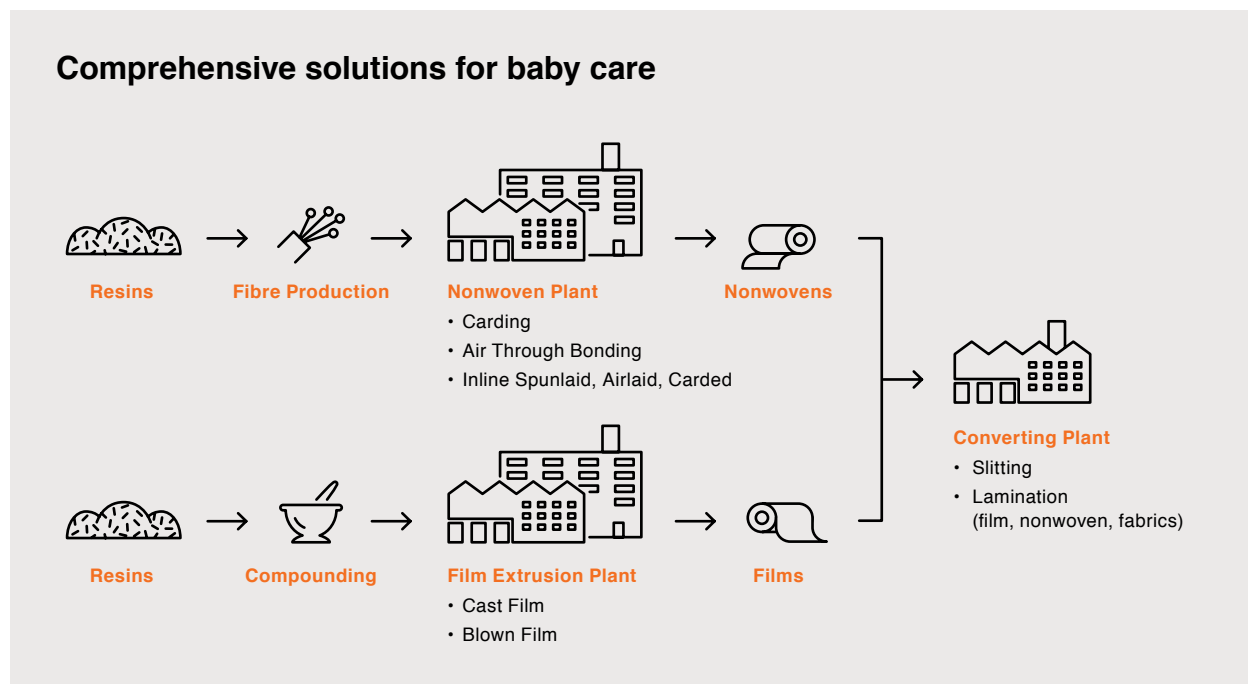 Comprehensive solutions for baby care
Resins
Fibre Production
Nonwoven Plant
• Carding
• Air Through Bonding
• Inline Spunlaid, Airlaid, Carded
Nonwovens
Resins
Compounding
Film Extrusion Plant
• Cast Film
• Blown Film
Films
Converting Plant
• Slitting
• Lamination
(film, nonwoven, fabrics)